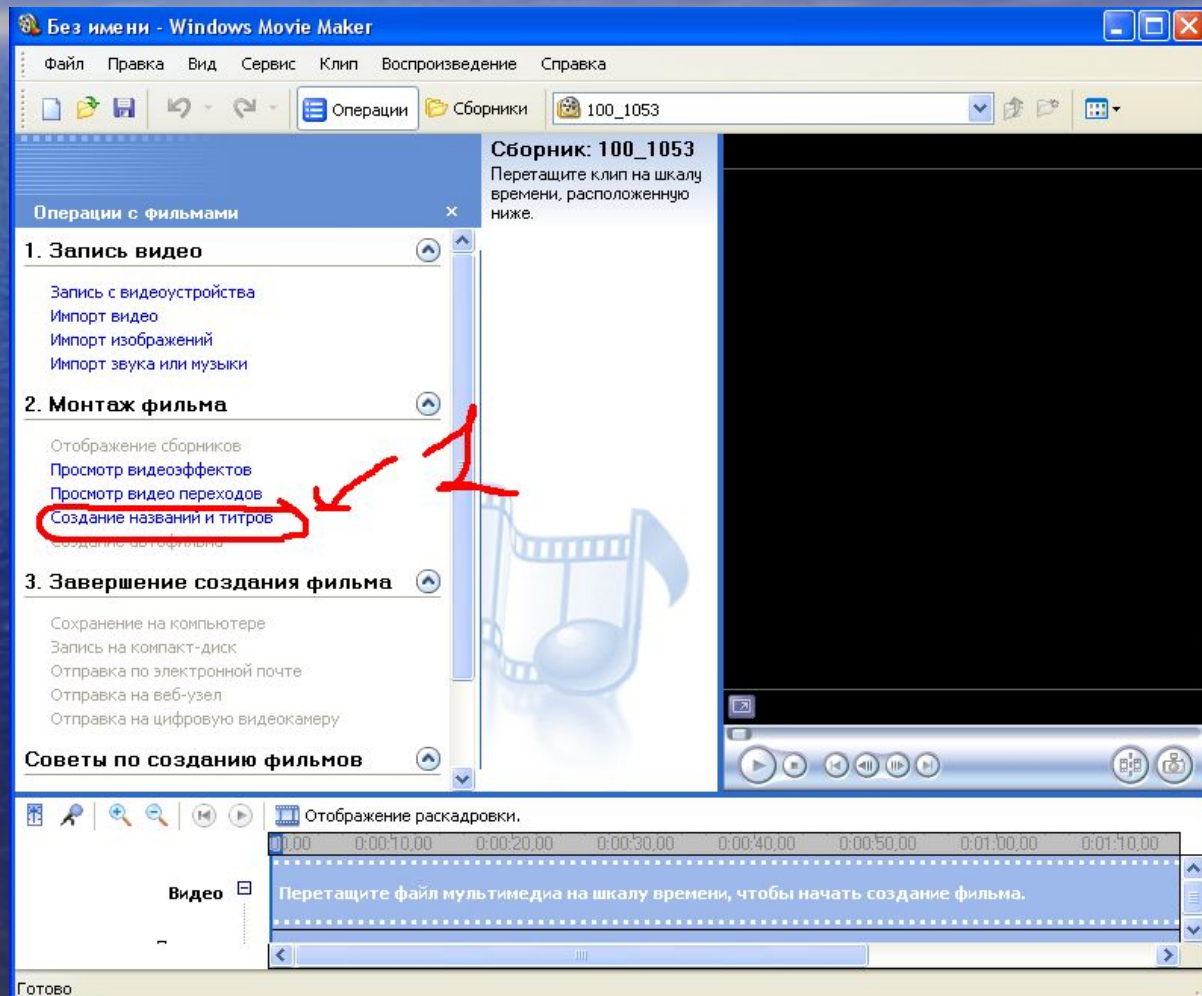 Без имени - Windows Movie Maker
Файл Правка Вид Сервис Клип Воспроизведение Справка
Операции Сборники 100_1053
Операции с фильмами
Сборник: 100_1053
Перетащите клип на шкалу
времени, расположенную
ниже.
1. Запись видео
Запись с видеоустройства
Импорт видео
Импорт изображений
Импорт звука или музыки
2. Монтаж фильма
Отображение сборников
Просмотр видеоэффектов
Просмотр видео переходов
Создание названий и титров
Создание автофильма
1
3. Завершение создания фильма
Сохранение на компьютере
Запись на компакт-диск
Отправка по электронной почте
Отправка на веб-узел
Отправка на цифровую видеокамеру
Советы по созданию фильмов
Отображение раскадровки.
0:00:10,00 0:00:20,00 0:00:30,00 0:00:40,00 0:00:50,00 0:01:00,00 0:01:10,00
Видео
Перетащите файл мультимедиа на шкалу времени, чтобы начать создание фильма.
Готово